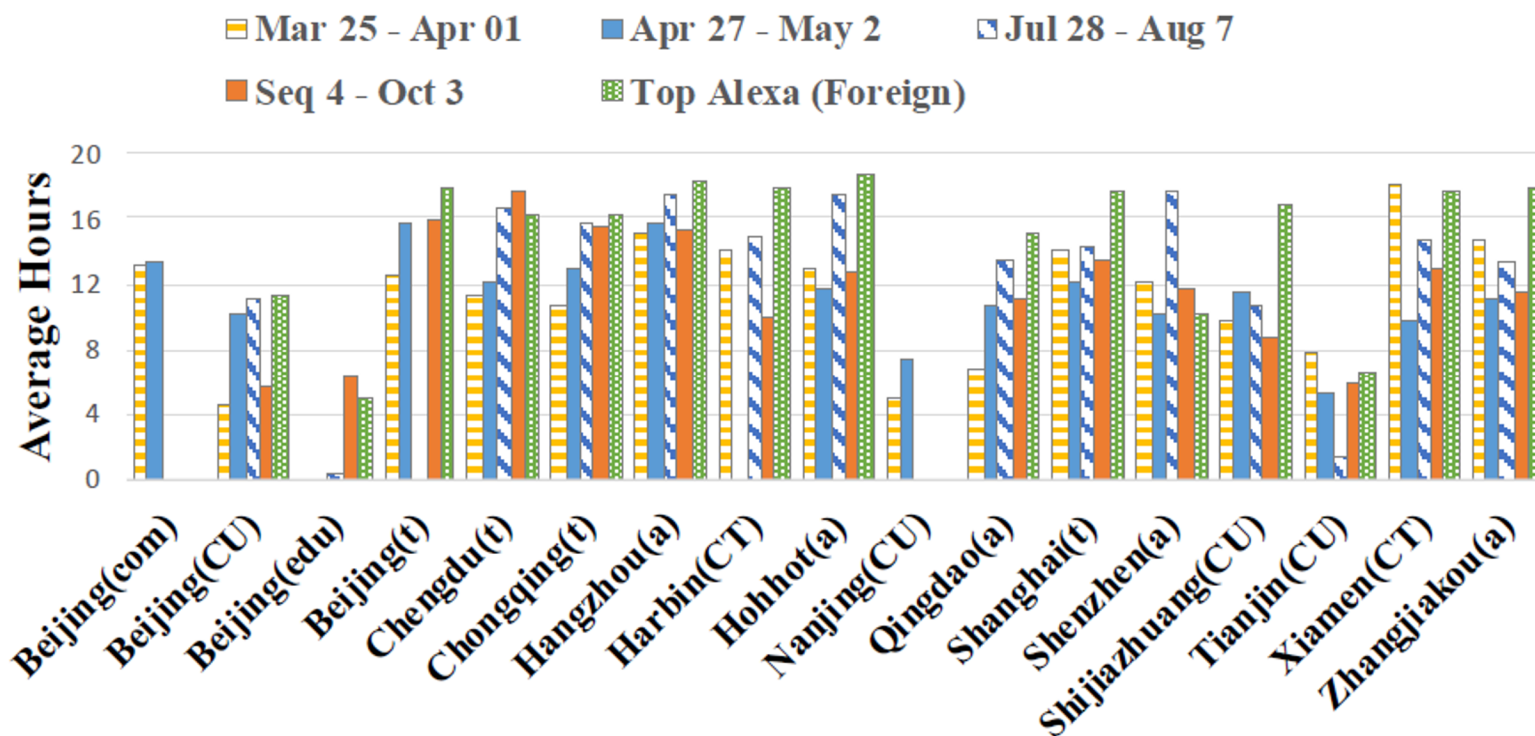 Mar 25 - Apr 01 Apr 27 - May 2 Jul 28 - Aug 7
Seq 4 - Oct 3 Top Alexa (Foreign)
Average Hours
20
16
12
8
4
0
Beijing(com)
Beijing(CU)
Beijing(edu)
Beijing(t)
Chengdu(t)
Chongqing(t)
Hangzhou(a)
Harbin(CT)
Hohhot(a)
Nanjing(CU)
Qingdao(a)
Shanghai(t)
Shenzhen(a)
Shijiazhuang(CU)
Tianjin(CU)
Xiamen(CT)
Zhangjiakou(a)